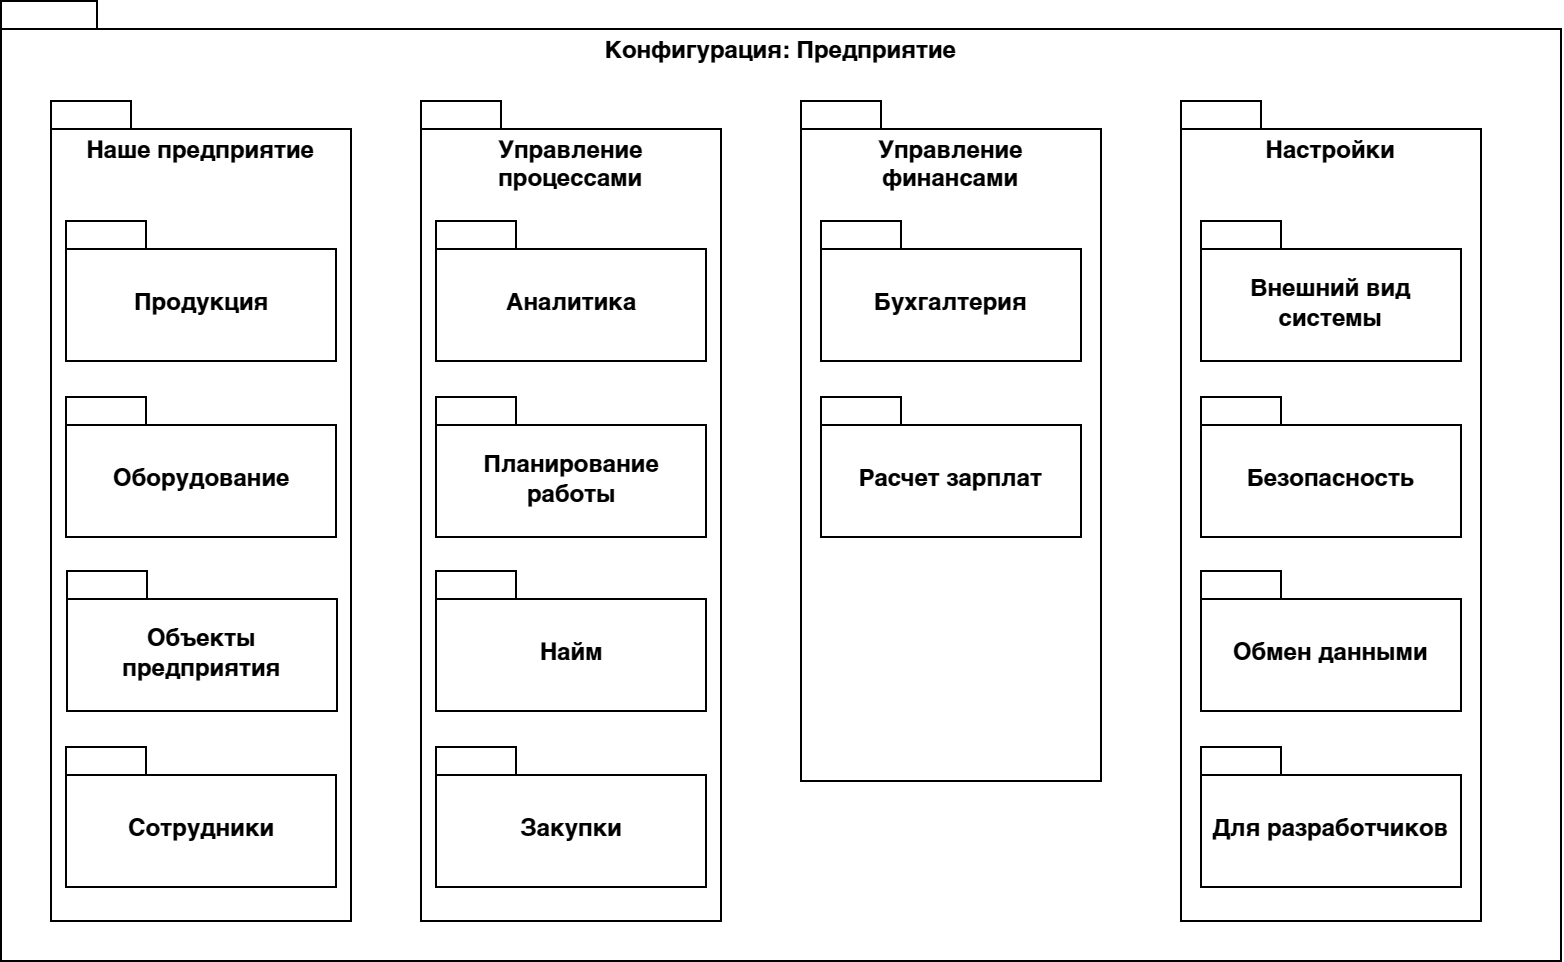 Конфигурация: Предприятие
Наше предприятие
Продукция
Оборудование
Объекты
предприятия
Сотрудники
Управление
процессами
Аналитика
Планирование
работы
Найм
Закупки
Управление
финансами
Бухгалтерия
Расчет зарплат
Настройки
Внешний вид
системы
Безопасность
Обмен данными
Для разработчиков